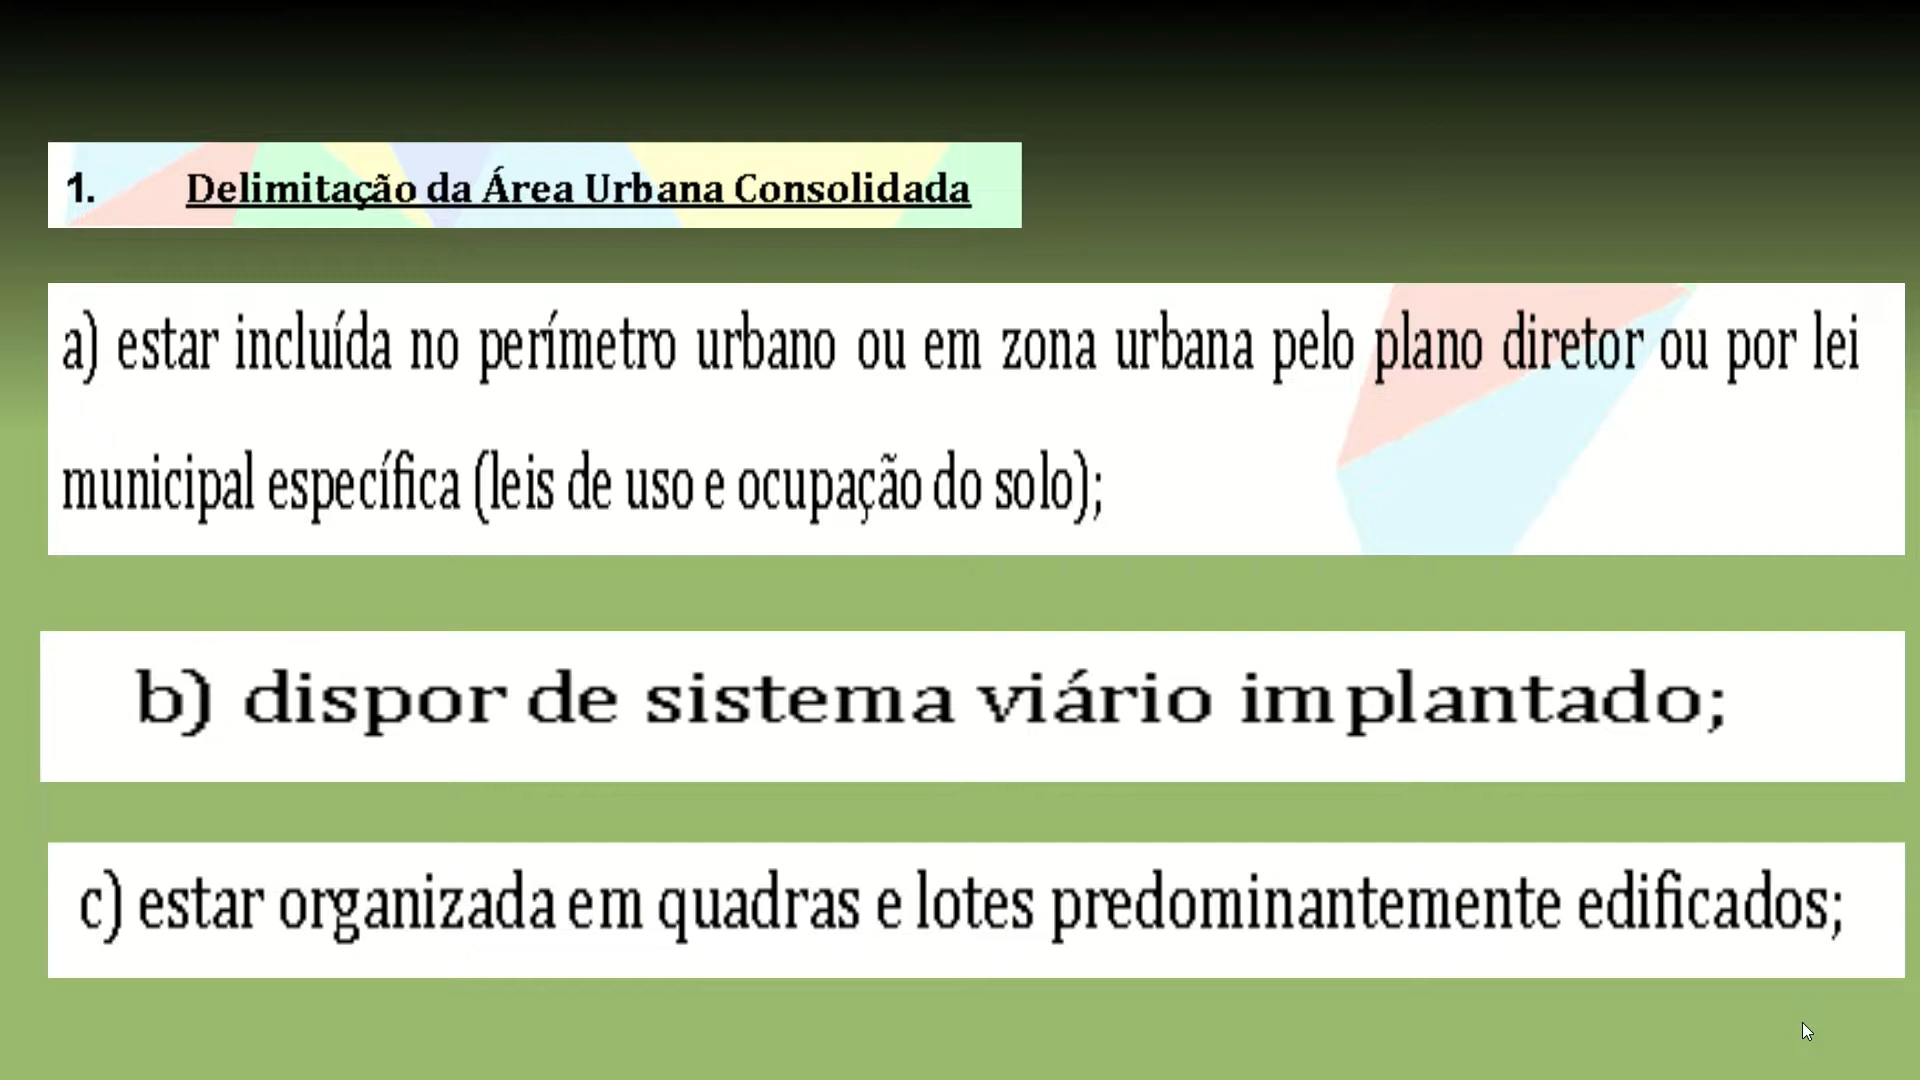 1. Delimitação da Área Urbana Consolidada
a) estar incluída no perímetro urbano ou em zona urbana pelo plano diretor ou por lei
municipal específica (leis de uso e ocupação do solo);
b) dispor de sistema viário implantado;
c) estar organizada em quadras e lotes predominantemente edificados;